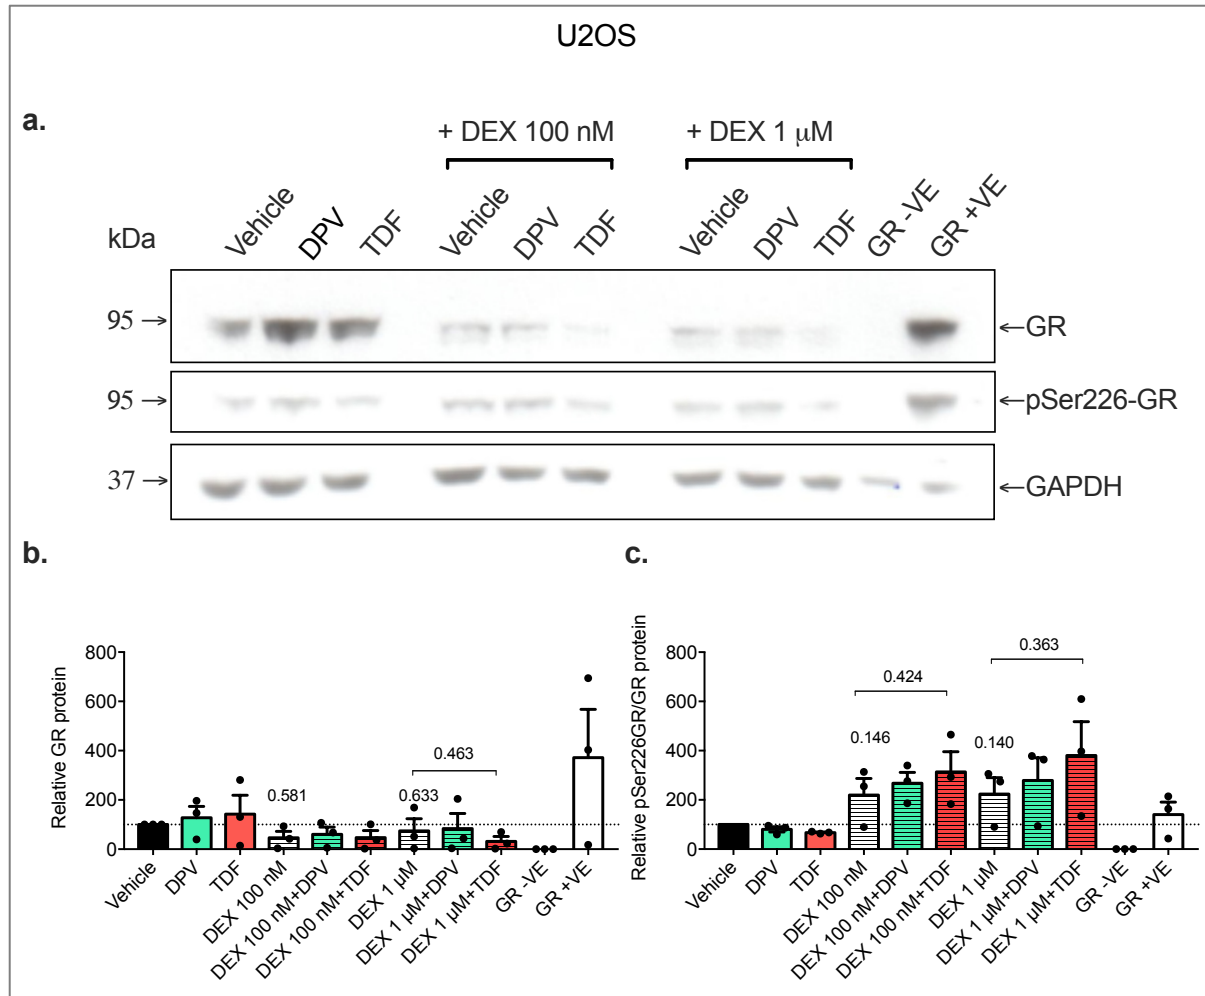 U2OS
a.
+ DEX 100 nM
+ DEX 1 μM
kDa
Vehicle
DPV
TDF
Vehicle
DPV
TDF
Vehicle
DPV
TDF
GR -VE
GR +VE
95 → ←GR
95 → ←pSer226-GR
37 → ←GAPDH
b.
Relative GR protein
800
600
400
200
0
0.581
0.633
0.463
Vehicle
DPV
TDF
DEX 100 nM
DEX 100 nM+DPV
DEX 100 nM+TDF
DEX 1 μM
DEX 1 μM+DPV
DEX 1 μM+TDF
GR -VE
GR +VE
c.
Relative pSer226GR/GR protein
800
600
400
200
0
0.146
0.424
0.140
0.363
Vehicle
DPV
TDF
DEX 100 nM
DEX 100 nM+DPV
DEX 100 nM+TDF
DEX 1 μM
DEX 1 μM+DPV
DEX 1 μM+TDF
GR -VE
GR +VE